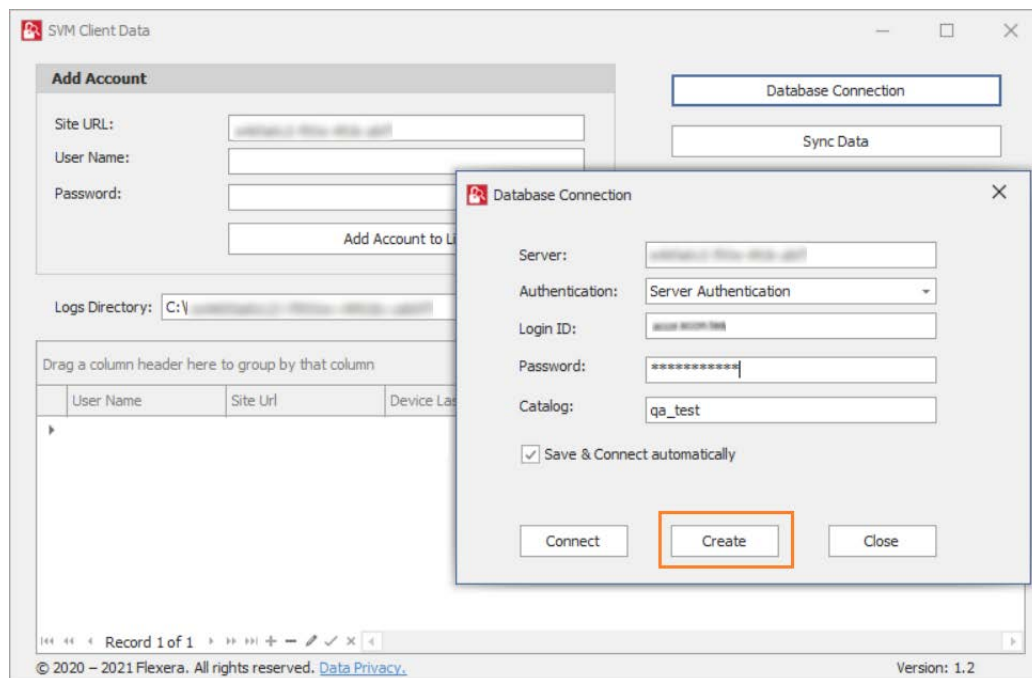 SVM Client Data
Add Account
Database Connection
Site URL:
Sync Data
User Name:
Password:
Add Account to Li
Logs Directory: C:\
Drag a column header here to group by that column
User Name Site Url Device Las
Database Connection
Server:
Authentication: Server Authentication
Login ID:
Password: ***********
Catalog: qa_test
Save & Connect automatically
Connect Create Close
Record 1 of 1
© 2020 – 2021 Flexera. All rights reserved. Data Privacy. Version: 1.2